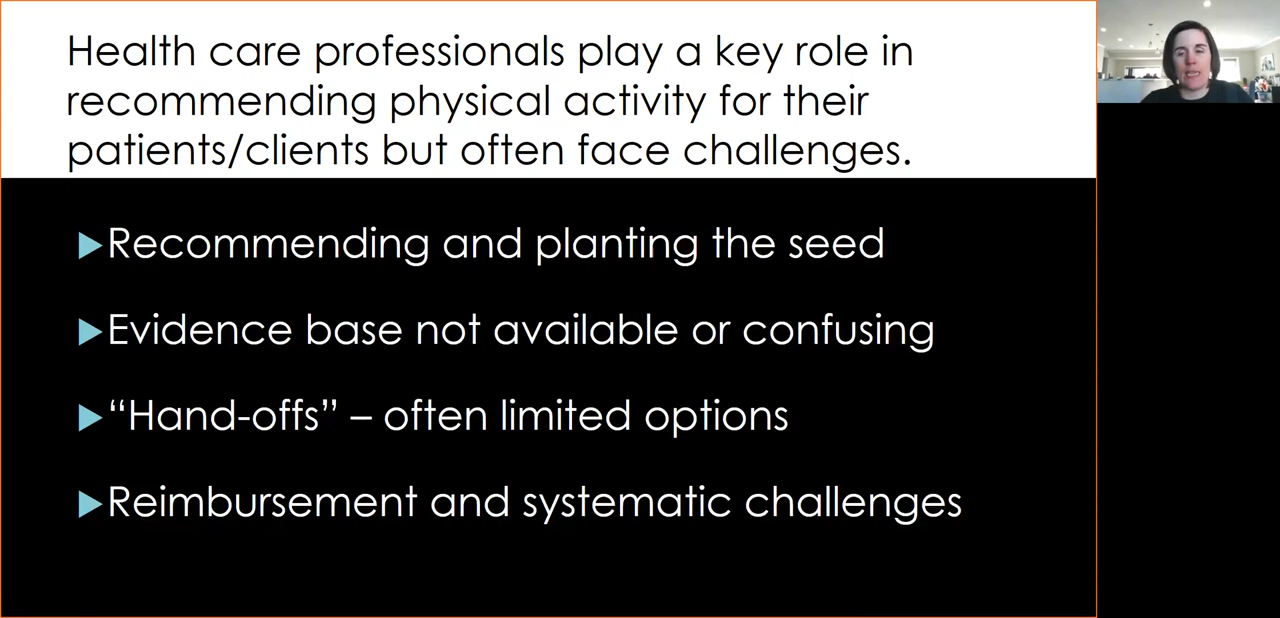 Health care professionals play a key role in
recommending physical activity for their
patients/clients but often face challenges.
Recommending and planting the seed
Evidence base not available or confusing
“Hand-offs” – often limited options
Reimbursement and systematic challenges